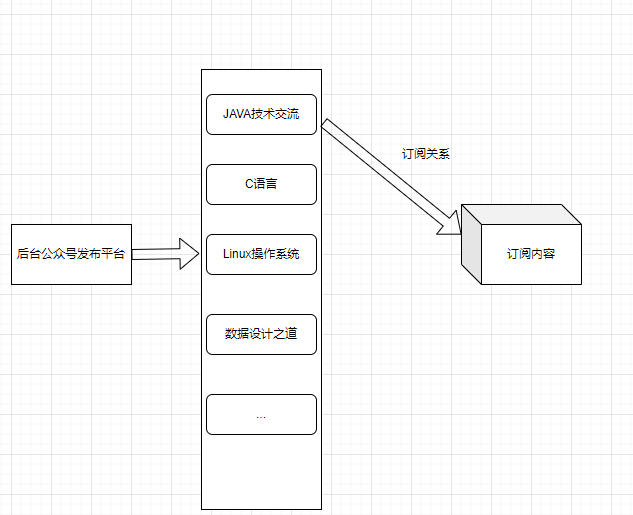 JAVA技术交流
订阅关系
C语言
后台公众号发布平台
Linux操作系统
订阅内容
数据设计之道
...